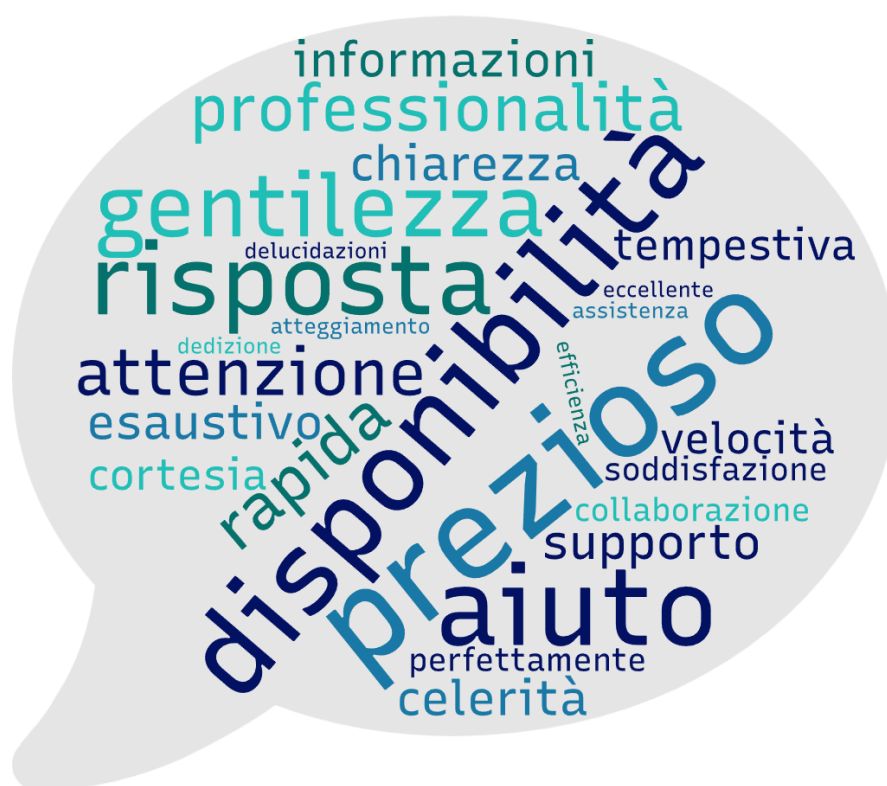 informazioni
professionalità
chiarezza
gentilezza
disponibilità
tempestiva
delucidazioni
risposta
eccellente
assistenza
atteggiamento
prezioso
dedizione
efficienza
attenzione
esaustivo
rapida
velocità
cortesia
soddisfazione
collaborazione
supporto
aiuto
perfettamente
celerità